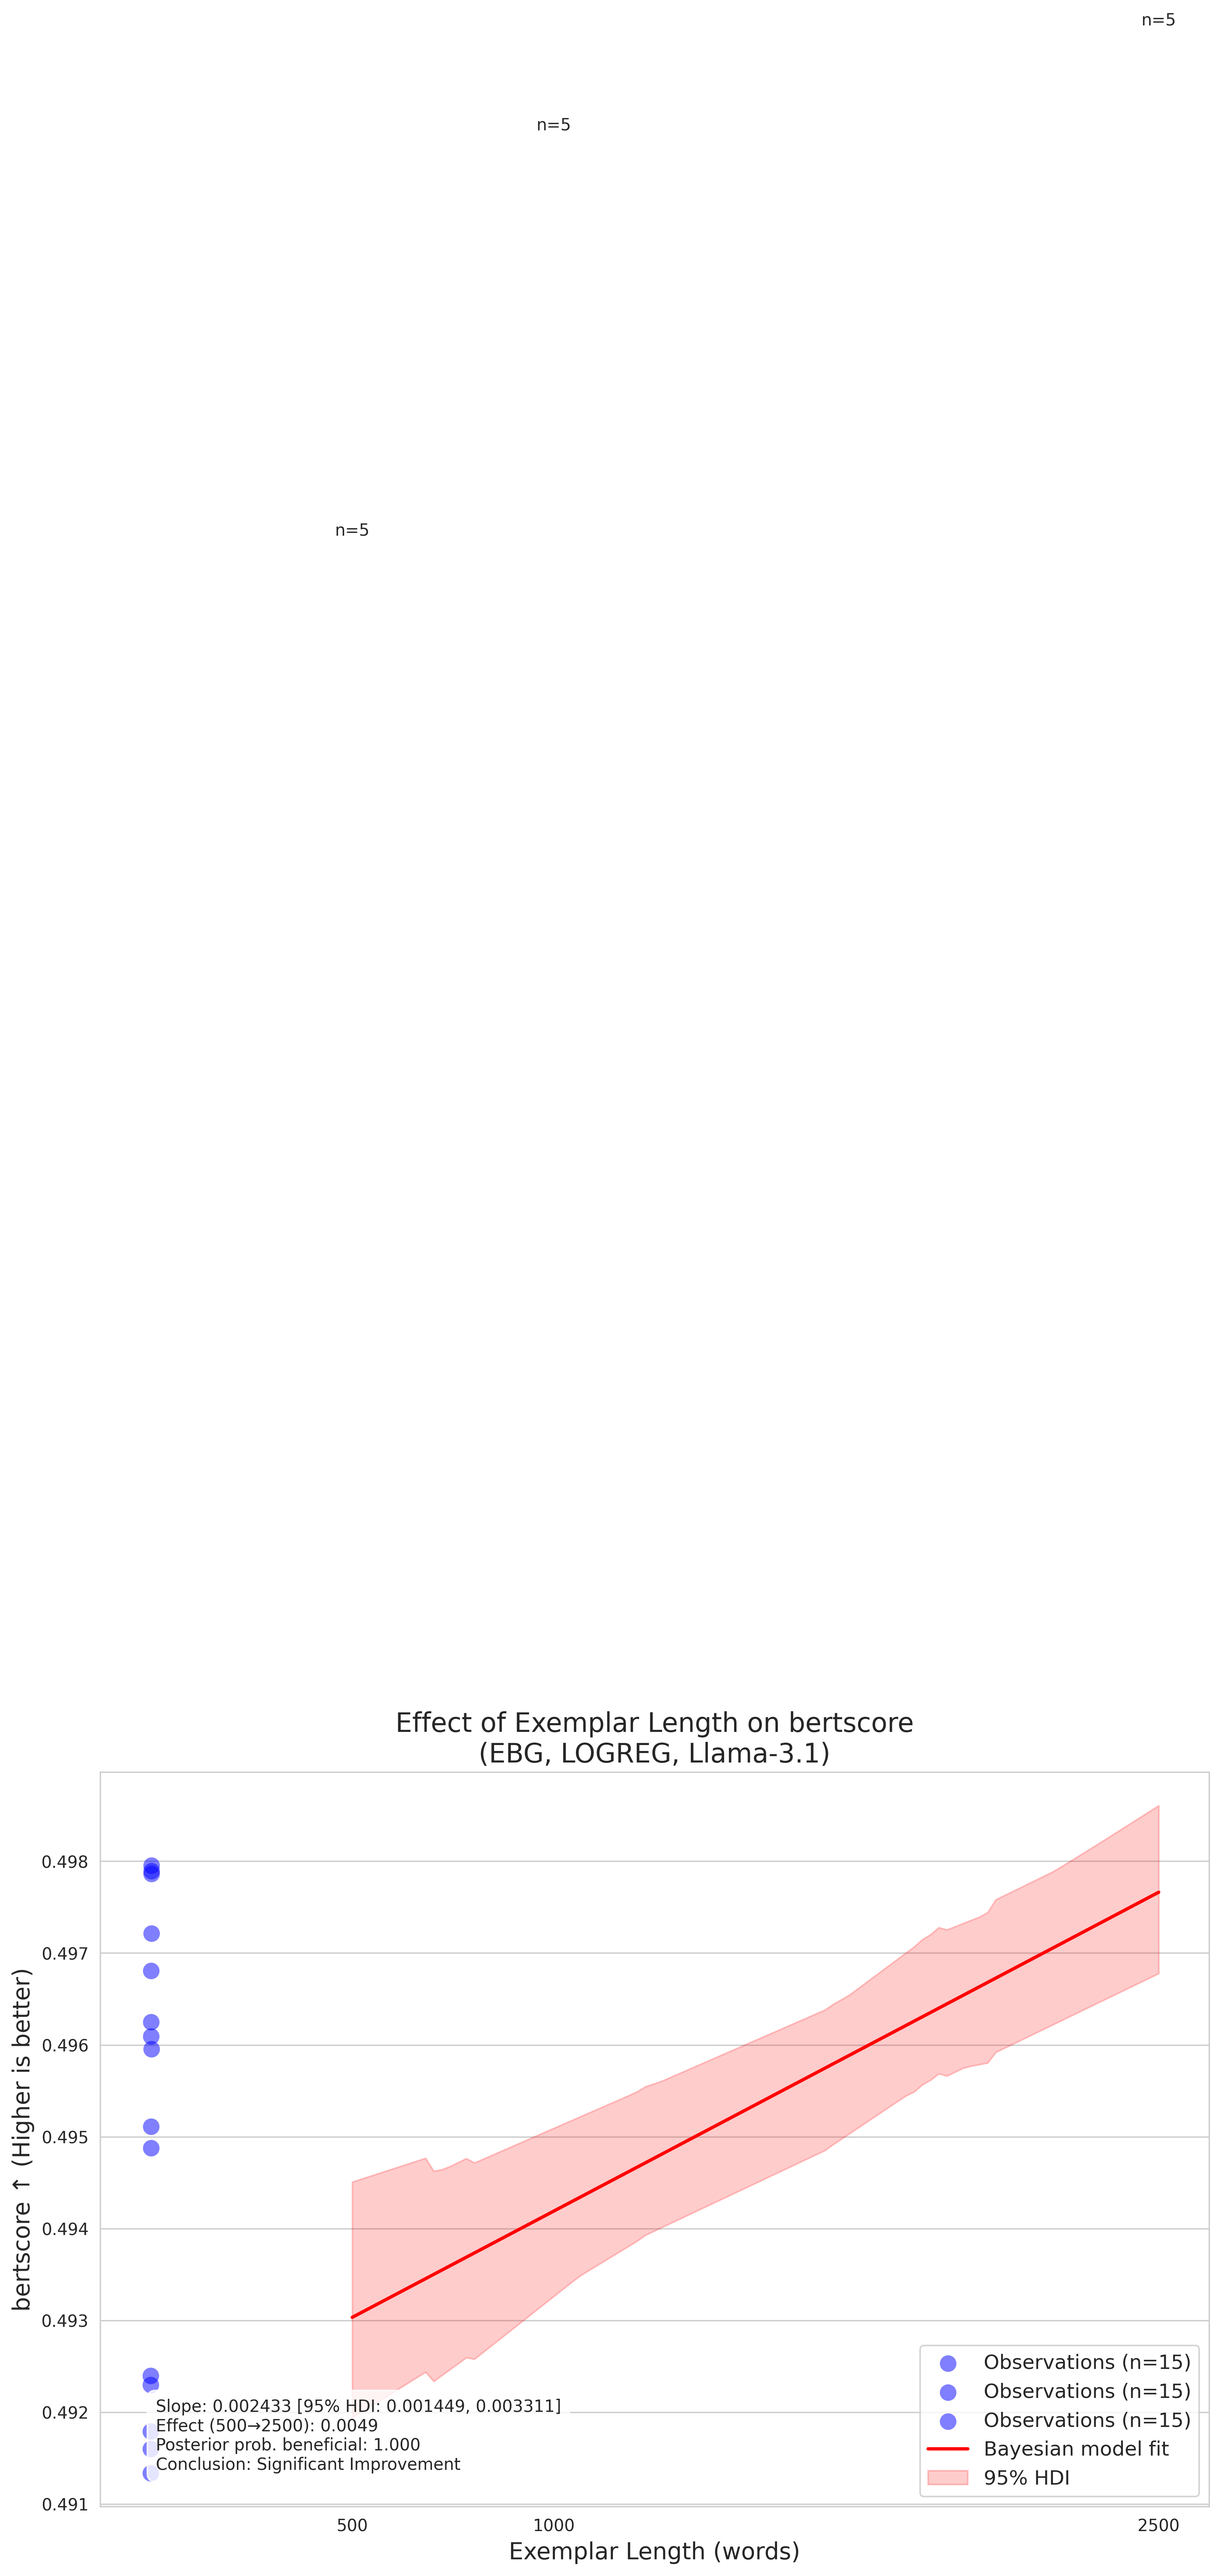 n=5
n=5
n=5
Effect of Exemplar Length on bertscore
(EBG, LOGREG, Llama-3.1)
bertscore ↑ (Higher is better)
0.498
0.497
0.496
0.495
0.494
0.493
0.492
0.491
Slope: 0.002433 [95% HDI: 0.001449, 0.003311]
Effect (500→2500): 0.0049
Posterior prob. beneficial: 1.000
Conclusion: Significant Improvement
Observations (n=15)
Observations (n=15)
Observations (n=15)
Bayesian model fit
95% HDI
500
1000
2500
Exemplar Length (words)